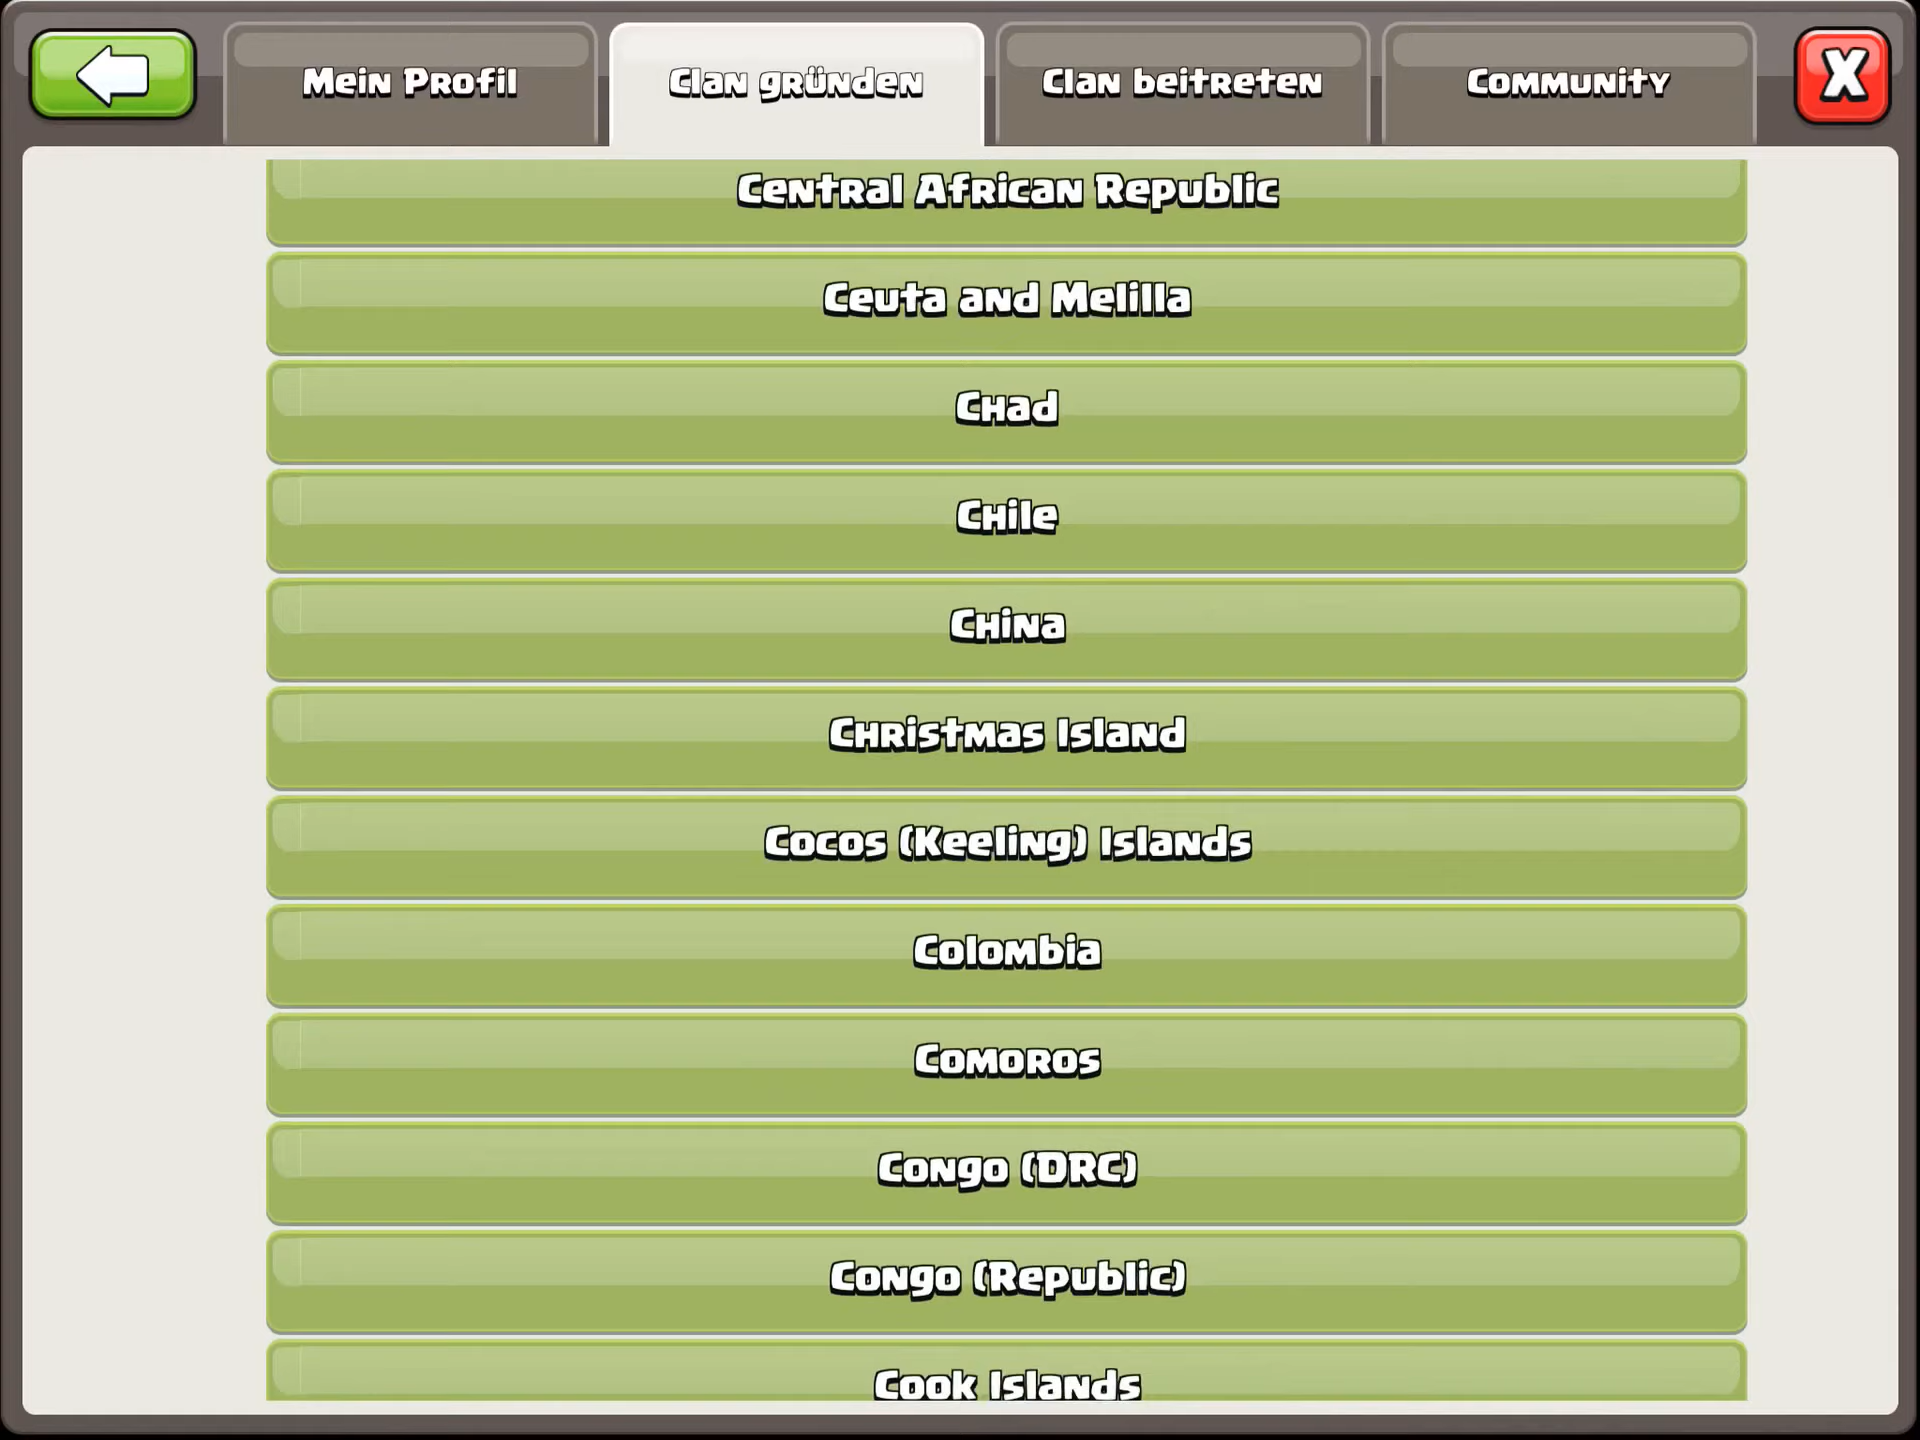 Mein Profil
Clan gründen
Clan beitreten
Community
X
Central African Republic
Ceuta and Melilla
Chad
Chile
China
Christmas Island
Cocos (Keeling) Islands
Colombia
Comoros
Congo (DRC)
Congo (Republic)
Cook Islands